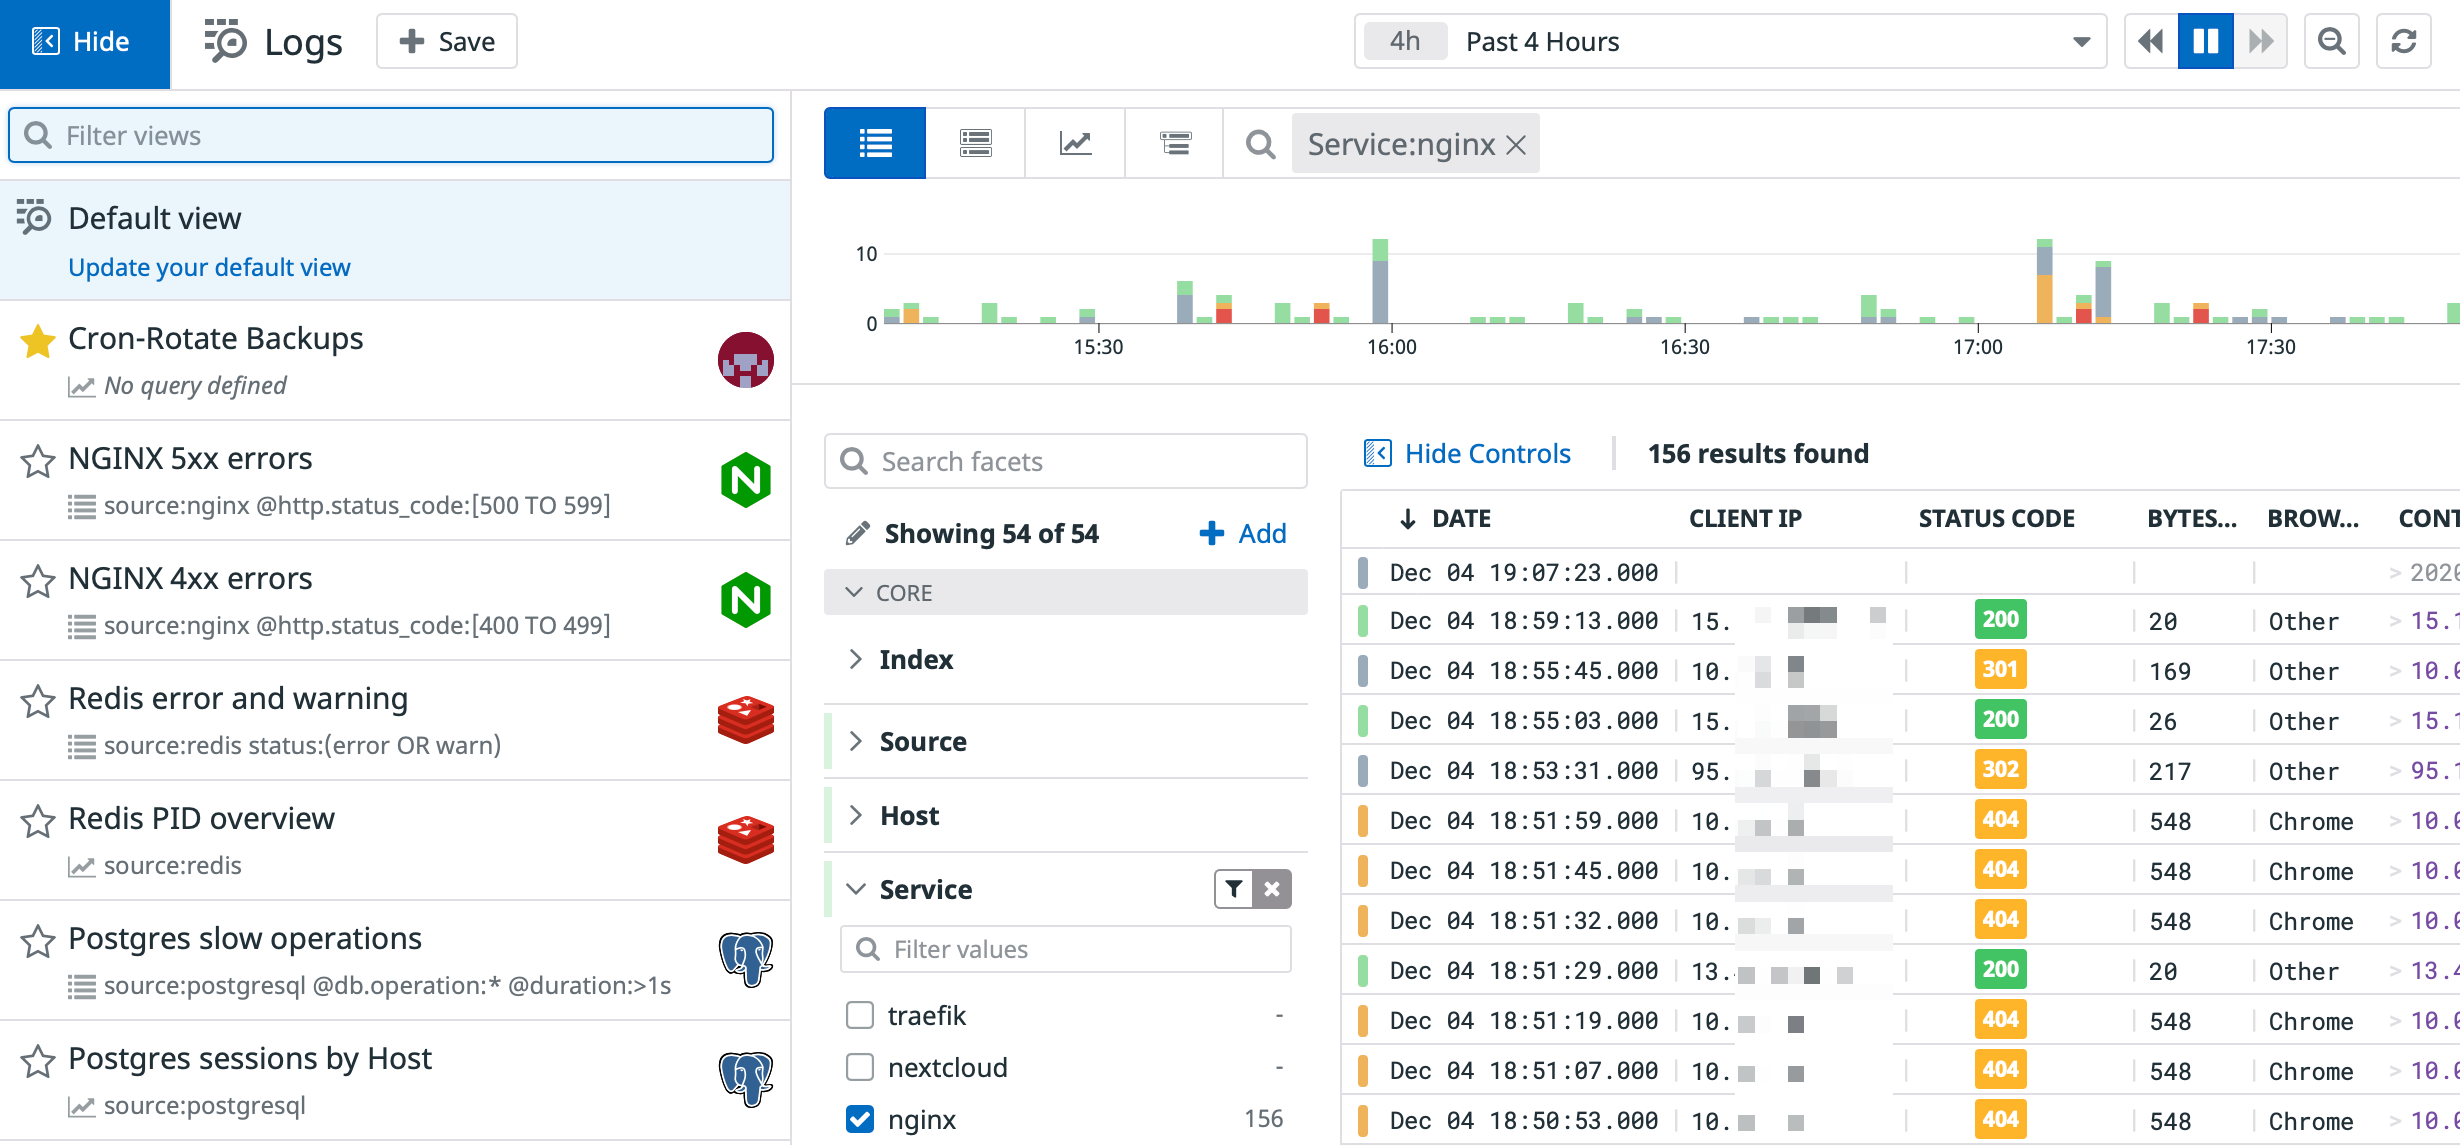 Hide
Logs
Save
4h Past 4 Hours
Filter views
Default view
Update your default view
Cron-Rotate Backups
No query defined
NGINX 5xx errors
source:nginx @http.status_code:[500 TO 599]
NGINX 4xx errors
source:nginx @http.status_code:[400 TO 499]
Redis error and warning
source:redis status:(error OR warn)
Redis PID overview
source:redis
Postgres slow operations
source:postgresql @db.operation:* @duration:>1s
Postgres sessions by Host
source:postgresql
Service:nginx
10
0
15:30 16:00 16:30 17:00 17:30
Search facets
Showing 54 of 54
Add
CORE
Index
Source
Host
Service
Filter values
traefik -
nextcloud -
nginx 156
Hide Controls
156 results found
DATE CLIENT IP STATUS CODE BYTES... BROW... CONT
Dec 04 19:07:23.000 > 202
Dec 04 18:59:13.000 15. 200 20 Other > 15.1
Dec 04 18:55:45.000 10. 301 169 Other > 10.0
Dec 04 18:55:03.000 15. 200 26 Other > 15.1
Dec 04 18:53:31.000 95. 302 217 Other > 95.1
Dec 04 18:51:59.000 10. 404 548 Chrome > 10.0
Dec 04 18:51:45.000 10. 404 548 Chrome > 10.0
Dec 04 18:51:32.000 10. 404 548 Chrome > 10.0
Dec 04 18:51:29.000 13. 200 20 Other > 13.4
Dec 04 18:51:19.000 10. 404 548 Chrome > 10.0
Dec 04 18:51:07.000 10. 404 548 Chrome > 10.0
Dec 04 18:50:53.000 10. 404 548 Chrome > 10.0